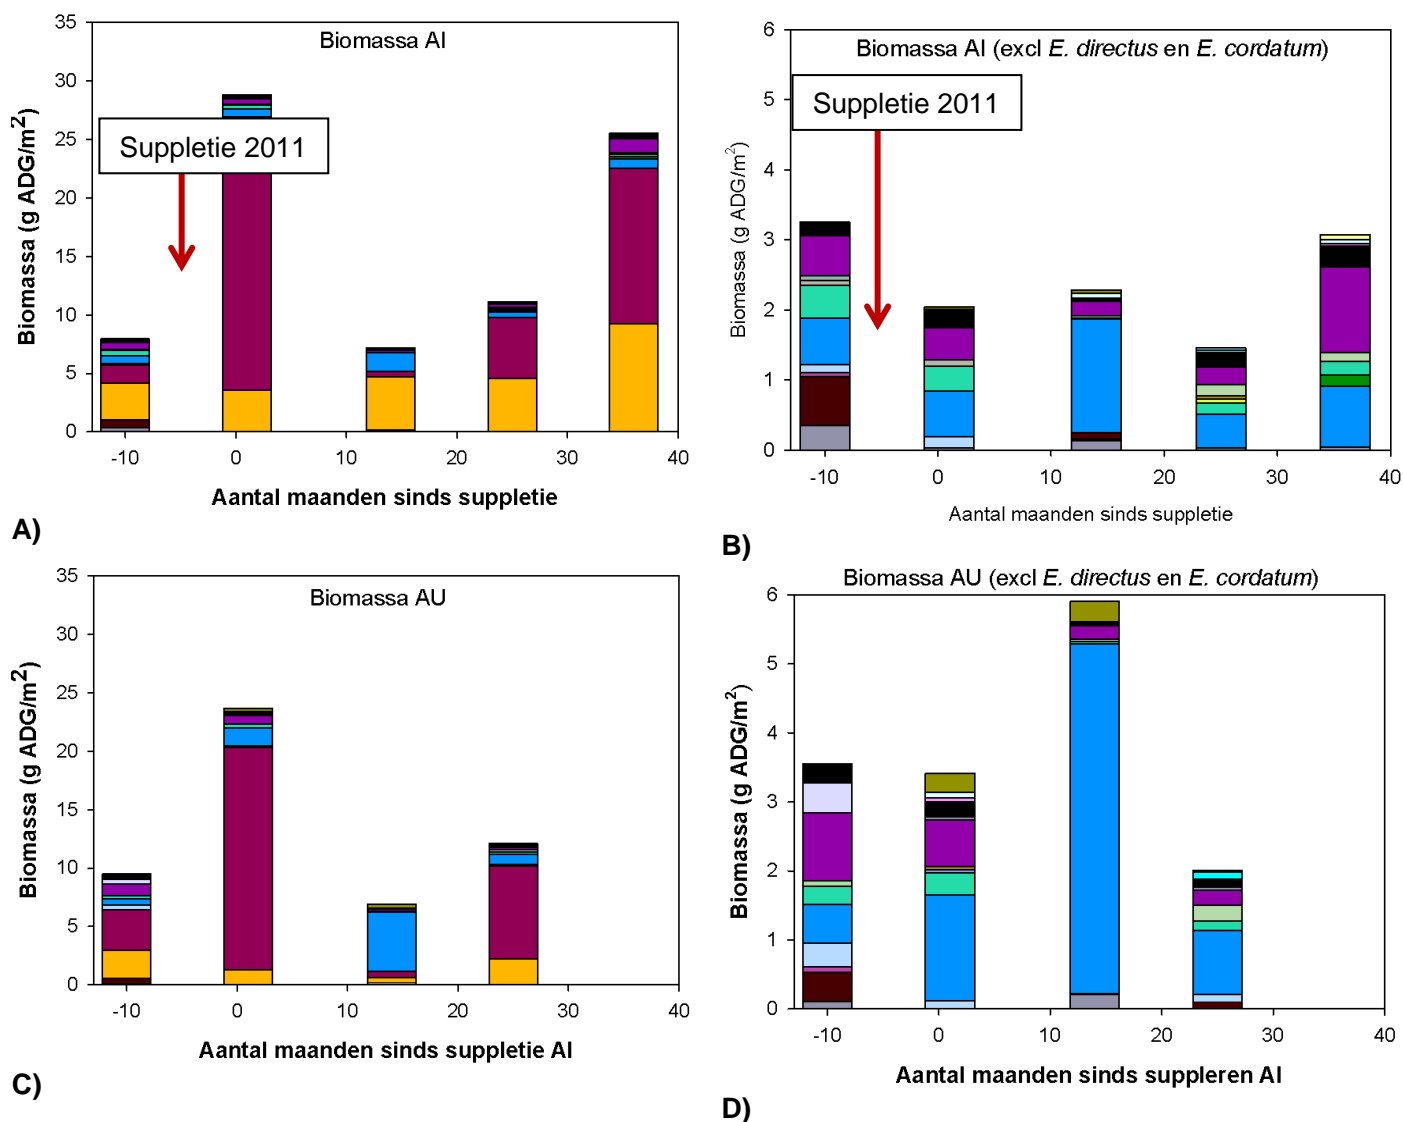 Biomassa AI
Suppletie 2011
Biomassa (g ADG/m²)
35
30
25
20
15
10
5
0
-10 0 10 20 30 40
Aantal maanden sinds suppletie
A)
Biomassa AI (excl E. directus en E. cordatum)
Suppletie 2011
Biomassa (g ADG/m²)
6
5
4
3
2
1
0
-10 0 10 20 30 40
Aantal maanden sinds suppletie
B)
Biomassa AU
Biomassa (g ADG/m²)
35
30
25
20
15
10
5
0
-10 0 10 20 30 40
Aantal maanden sinds suppletie AI
C)
Biomassa AU (excl E. directus en E. cordatum)
Biomassa (g ADG/m²)
6
5
4
3
2
1
0
-10 0 10 20 30 40
Aantal maanden sinds suppleren AI
D)